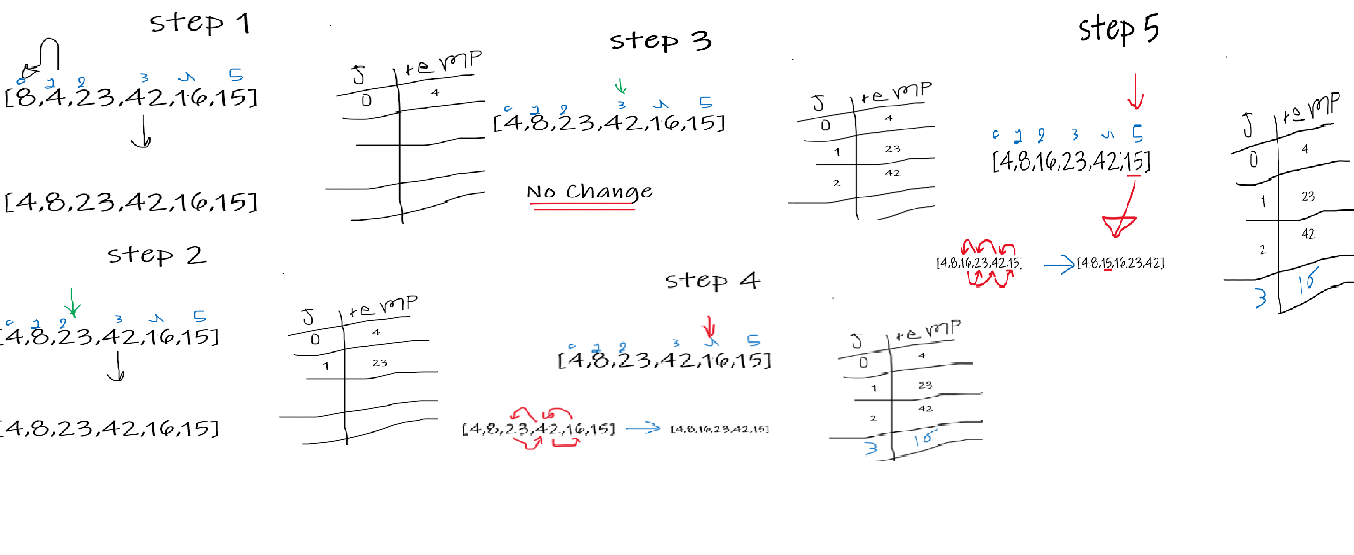 step 1
0 1 2 3 4 5
[8,4,23,42,16,15]
[4,8,23,42,16,15]
J temp
0 4
step 2
0 1 2 3 4 5
[4,8,23,42,16,15]
[4,8,23,42,16,15]
J temp
0 4
1 23
step 3
0 1 2 3 4 5
[4,8,23,42,16,15]
No Change
J temp
0 4
1 23
2 42
step 4
0 1 2 3 4 5
[4,8,23,42,16,15]
[4,8,23,42,16,15] [4,8,16,23,42,15]
J temp
0 4
1 23
2 42
3
step 5
0 1 2 3 4 5
[4,8,16,23,42,15]
[4,8,16,23,42,15] [4,8,15,16,23,42]
J temp
0 4
1 23
2 42
3